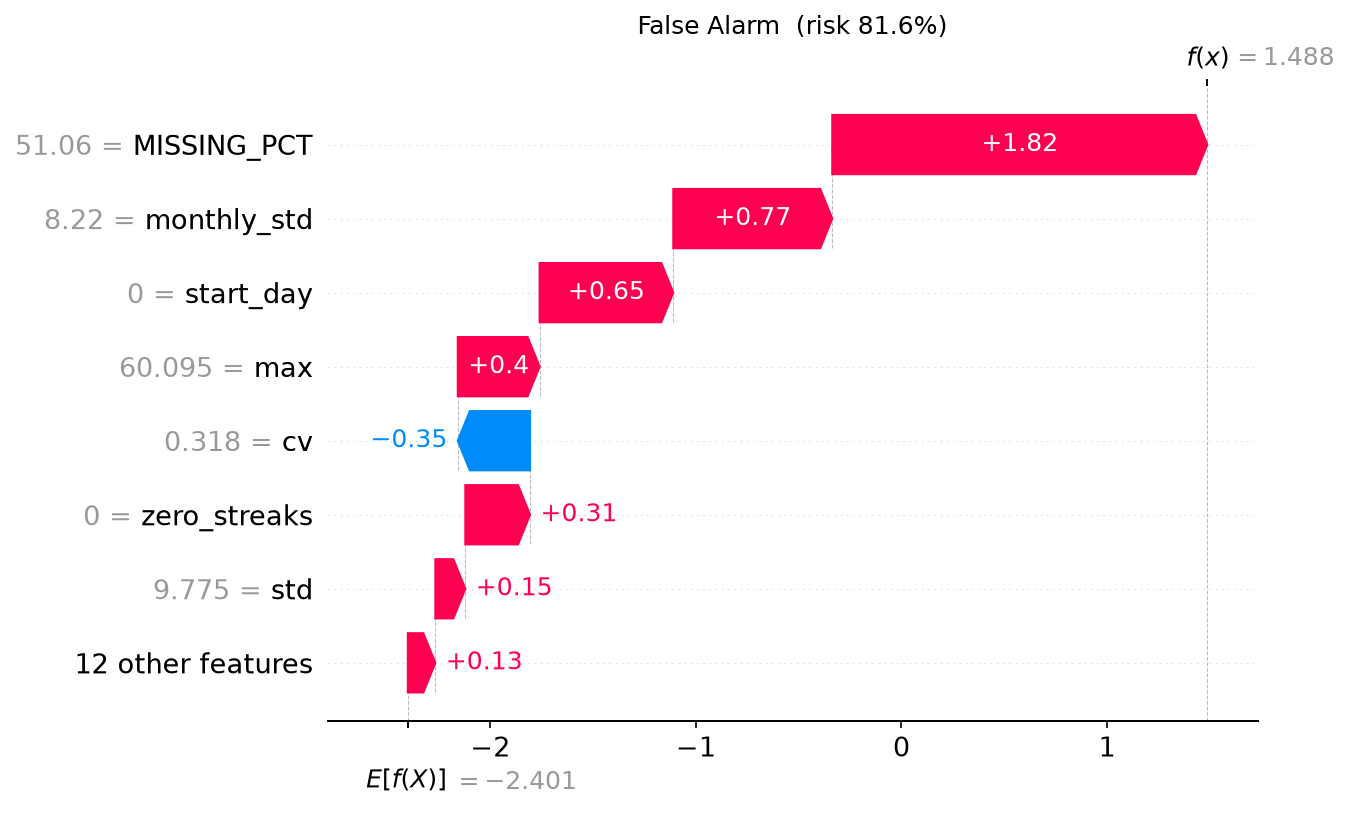 False Alarm  (risk 81.6%)
f(x) = 1.488
51.06 = MISSING_PCT
+1.82
8.22 = monthly_std
+0.77
0 = start_day
+0.65
60.095 = max
+0.4
0.318 = cv
−0.35
0 = zero_streaks
+0.31
9.775 = std
+0.15
12 other features
+0.13
−2 −1 0 1
E[f(X)] = −2.401